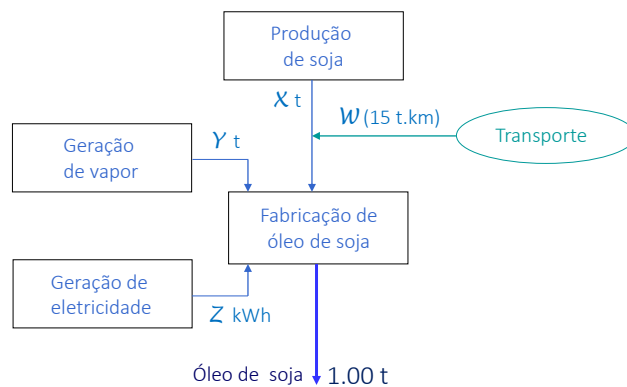 Produção
de soja
X t
W (15 t.km)
Transporte
Geração
de vapor
Y t
Fabricação de
óleo de soja
Geração de
eletricidade
Z kWh
Óleo de soja 1.00 t